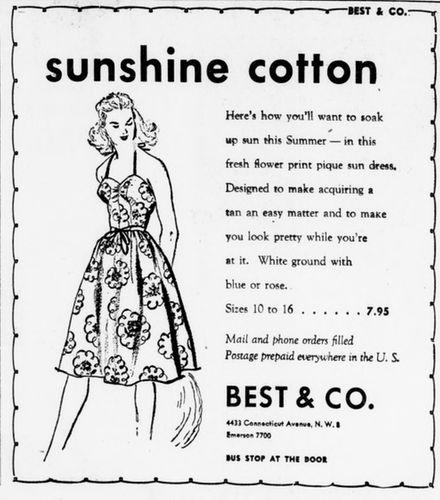 BEST & CO.
sunshine cotton
Here's how you'll want to soak
up sun this Summer — in this
fresh flower print pique sun dress.
Designed to make acquiring a
tan an easy matter and to make
you look pretty while you're
at it. White ground with
blue or rose.
Sizes 10 to 16 . . . . . . 7.95
Mail and phone orders filled
Postage prepaid everywhere in the U. S.
BEST & CO.
4433 Connecticut Avenue, N. W. 8
Emerson 7700
BUS STOP AT THE DOOR